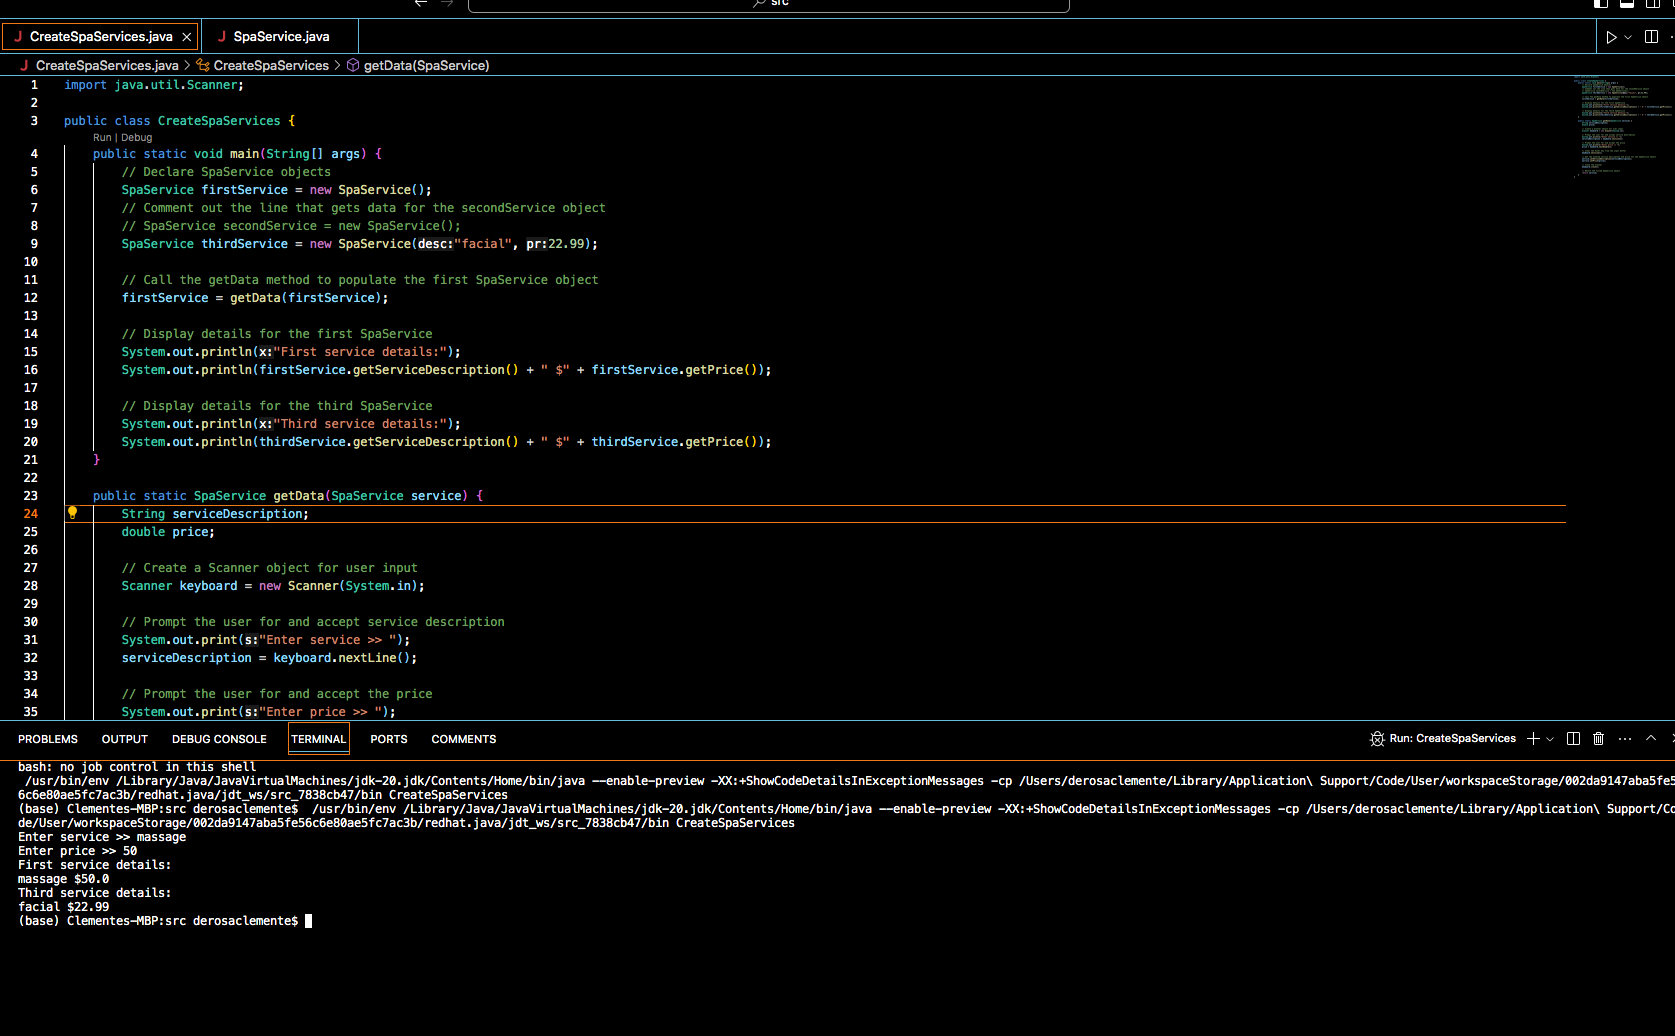 src
CreateSpaServices.java
SpaService.java
CreateSpaServices.java > CreateSpaServices > getData(SpaService)
1 import java.util.Scanner;
2
3 public class CreateSpaServices {
Run | Debug
4 public static void main(String[] args) {
5 // Declare SpaService objects
6 SpaService firstService = new SpaService();
7 // Comment out the line that gets data for the secondService object
8 // SpaService secondService = new SpaService();
9 SpaService thirdService = new SpaService(desc:"facial", pr:22.99);
10
11 // Call the getData method to populate the first SpaService object
12 firstService = getData(firstService);
13
14 // Display details for the first SpaService
15 System.out.println(x:"First service details:");
16 System.out.println(firstService.getServiceDescription() + " $" + firstService.getPrice());
17
18 // Display details for the third SpaService
19 System.out.println(x:"Third service details:");
20 System.out.println(thirdService.getServiceDescription() + " $" + thirdService.getPrice());
21 }
22
23 public static SpaService getData(SpaService service) {
24 String serviceDescription;
25 double price;
26
27 // Create a Scanner object for user input
28 Scanner keyboard = new Scanner(System.in);
29
30 // Prompt the user for and accept service description
31 System.out.print(s:"Enter service >> ");
32 serviceDescription = keyboard.nextLine();
33
34 // Prompt the user for and accept the price
35 System.out.print(s:"Enter price >> ");
PROBLEMS OUTPUT DEBUG CONSOLE TERMINAL PORTS COMMENTS Run: CreateSpaServices
bash: no job control in this shell
/usr/bin/env /Library/Java/JavaVirtualMachines/jdk-20.jdk/Contents/Home/bin/java --enable-preview -XX:+ShowCodeDetailsInExceptionMessages -cp /Users/derosaclemente/Library/Application\ Support/Code/User/workspaceStorage/002da9147aba5fe5
6c6e80ae5fc7ac3b/redhat.java/jdt_ws/src_7838cb47/bin CreateSpaServices
(base) Clementes-MBP:src derosaclemente$  /usr/bin/env /Library/Java/JavaVirtualMachines/jdk-20.jdk/Contents/Home/bin/java --enable-preview -XX:+ShowCodeDetailsInExceptionMessages -cp /Users/derosaclemente/Library/Application\ Support/Co
de/User/workspaceStorage/002da9147aba5fe56c6e80ae5fc7ac3b/redhat.java/jdt_ws/src_7838cb47/bin CreateSpaServices
Enter service >> massage
Enter price >> 50
First service details:
massage $50.0
Third service details:
facial $22.99
(base) Clementes-MBP:src derosaclemente$